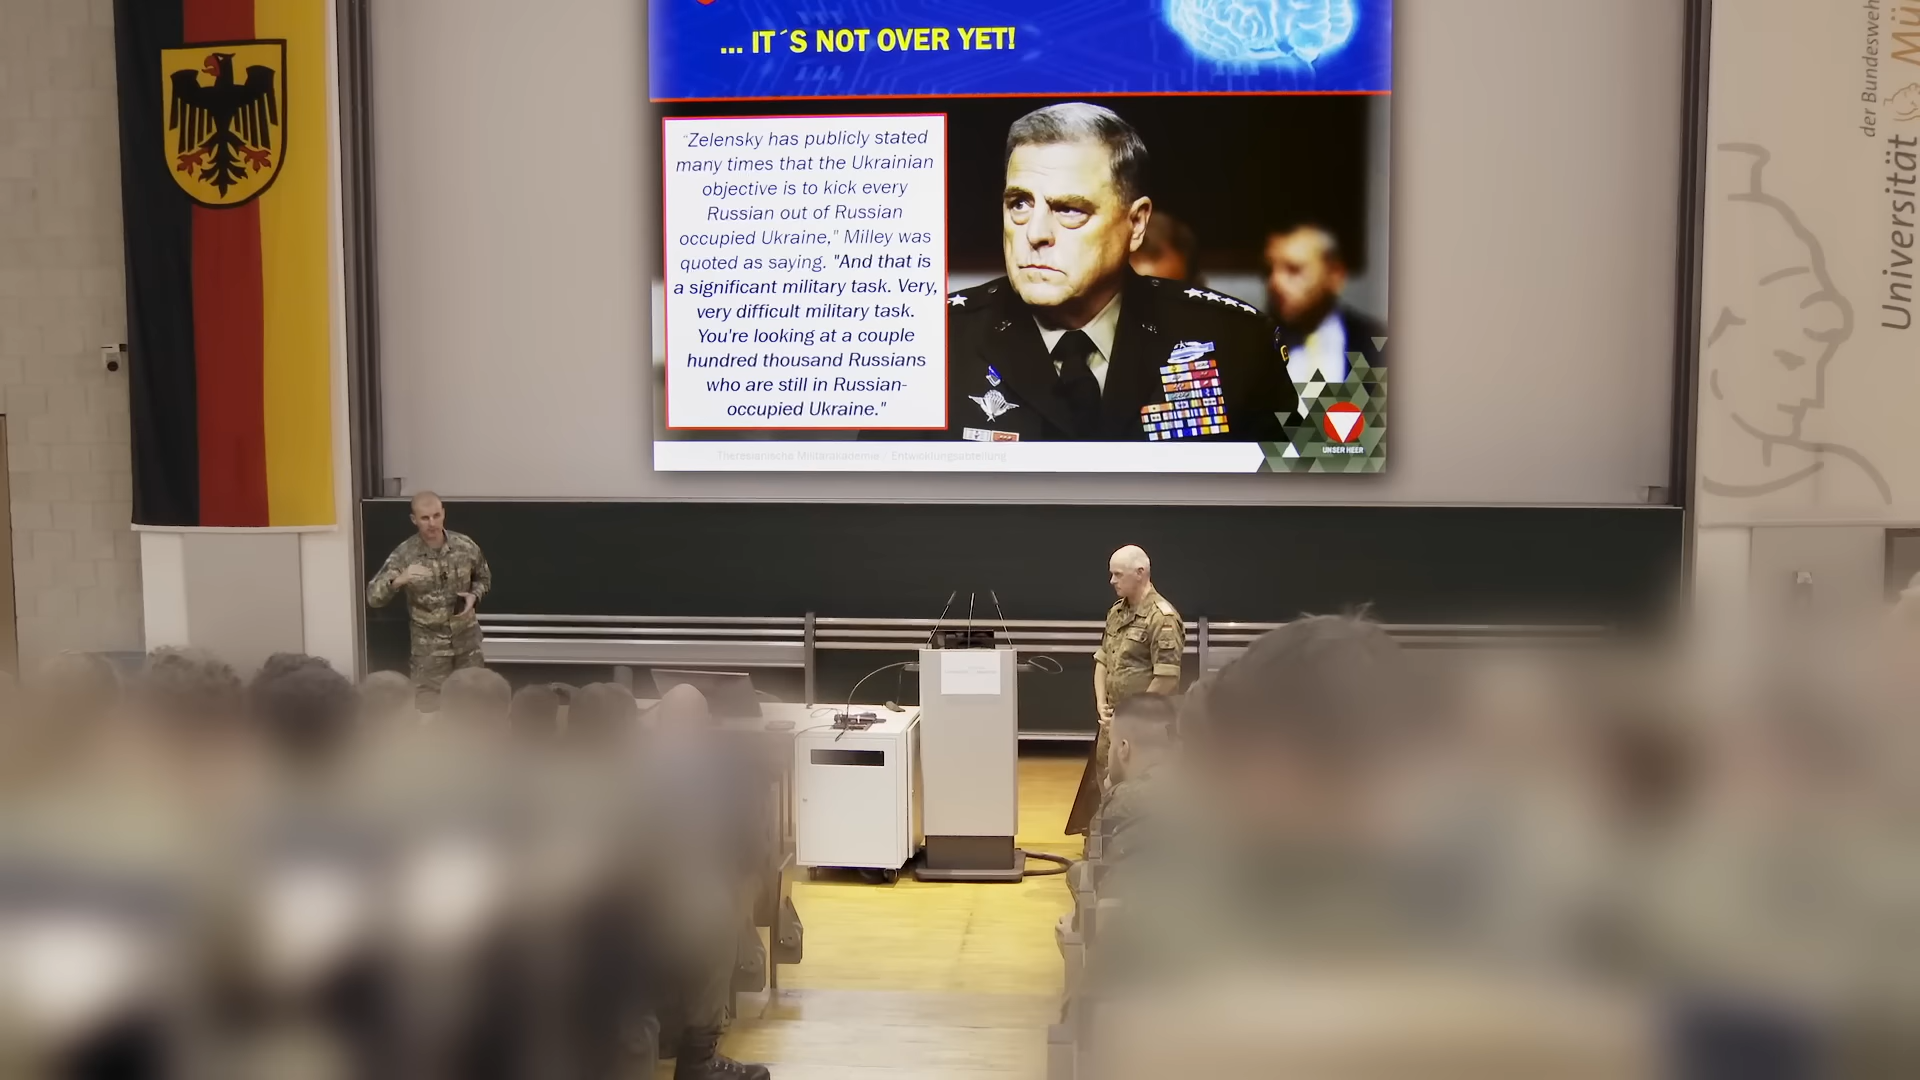 ... IT´S NOT OVER YET!
"Zelensky has publicly stated
many times that the Ukrainian
objective is to kick every
Russian out of Russian
occupied Ukraine," Milley was
quoted as saying. "And that is
a significant military task. Very,
very difficult military task.
You're looking at a couple
hundred thousand Russians
who are still in Russian-
occupied Ukraine."
Theresianische Militärakademie - Entwicklungsabteilung
UNSER HEER
der Bundeswehr
Universität Mün